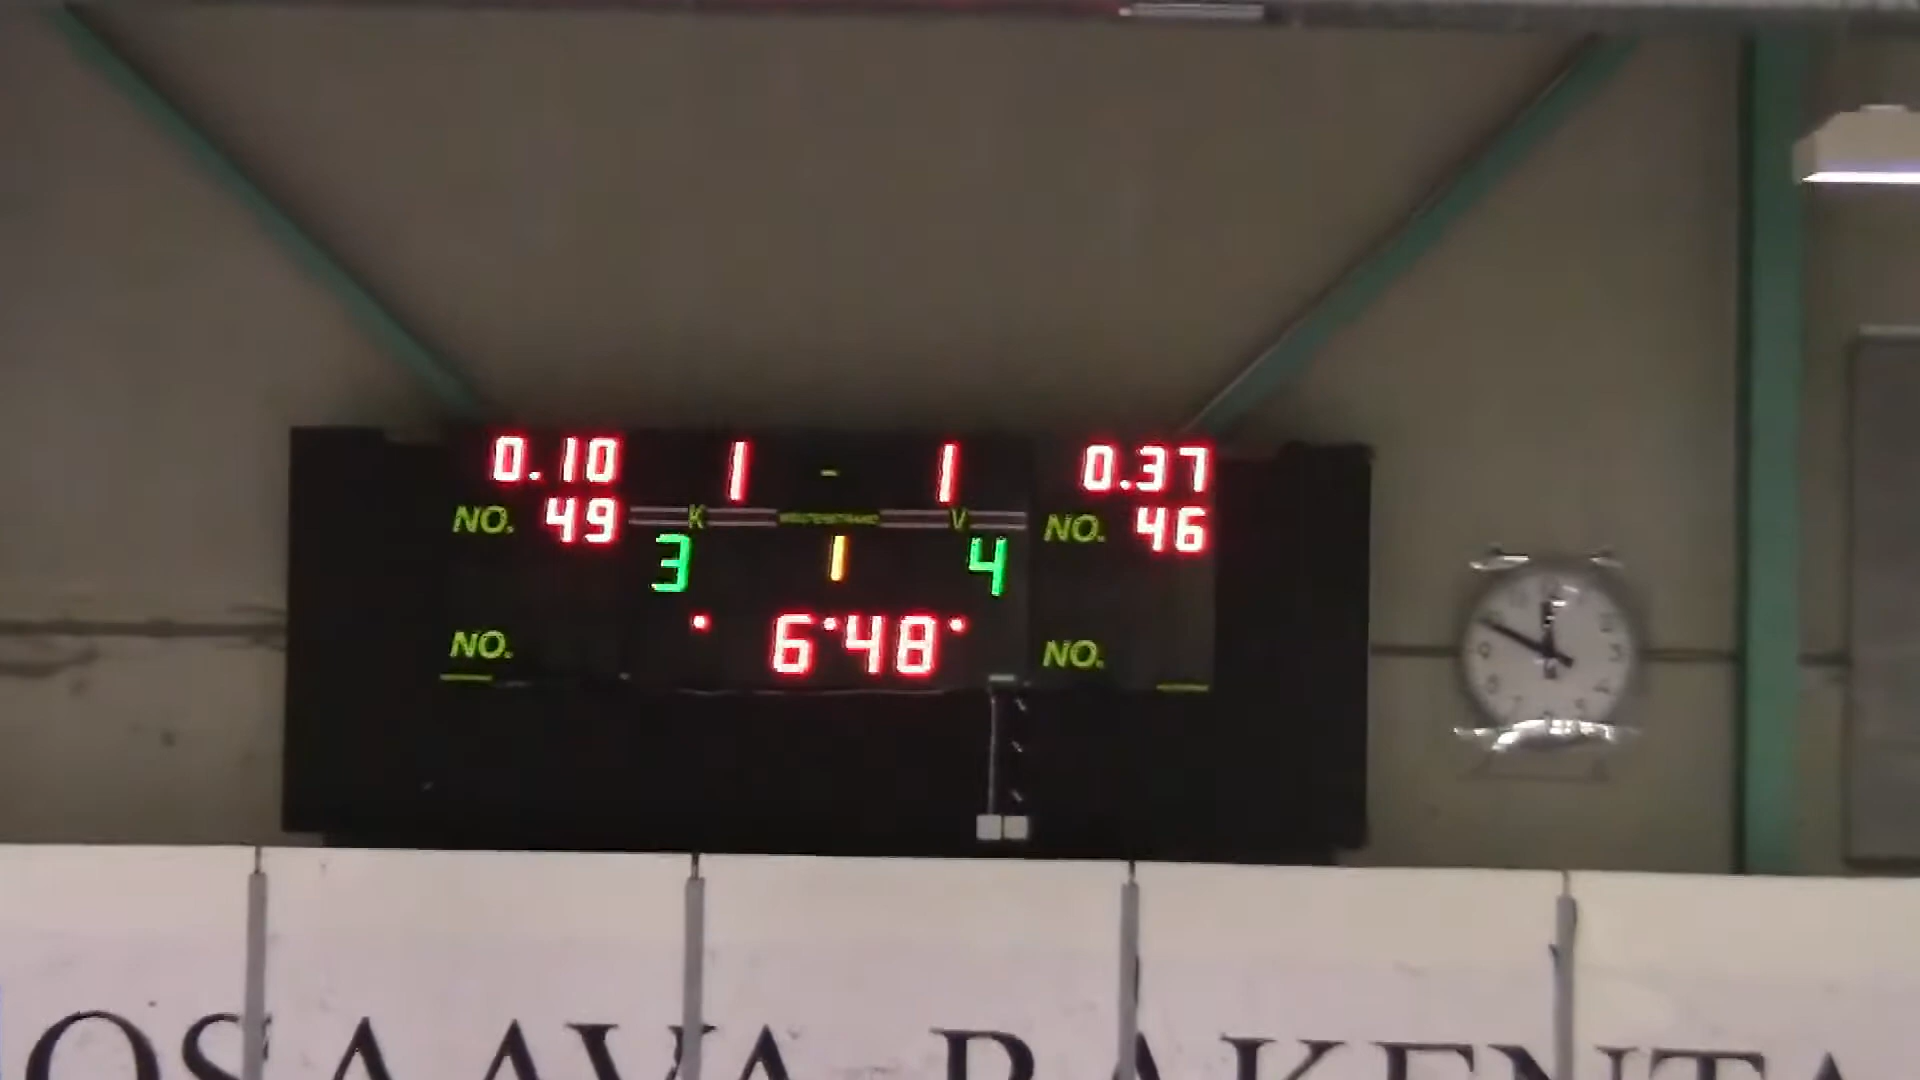 0.10 1 - 1 0.37
NO. 49 K V NO. 46
3 1 4
NO. 6:48 NO.
OSAAVA RAKENTA